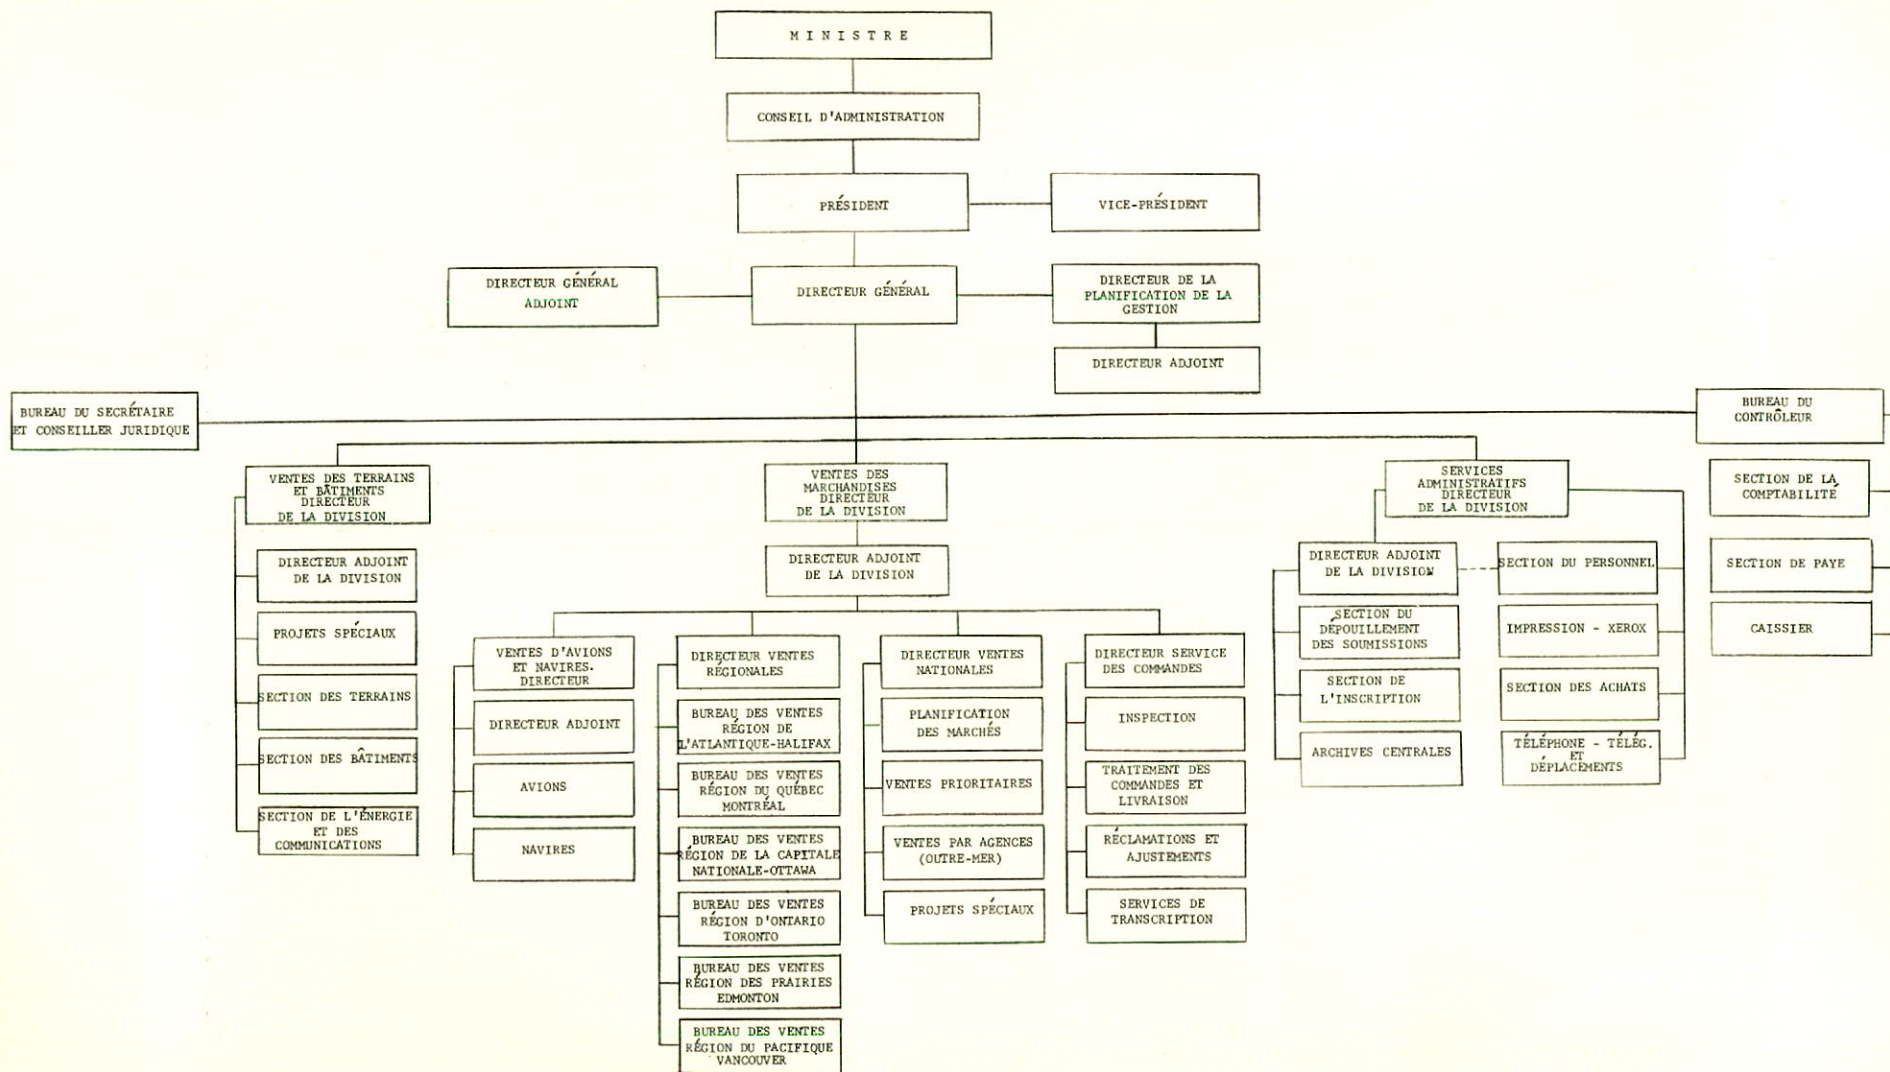 MINISTRE
CONSEIL D'ADMINISTRATION
PRÉSIDENT
VICE-PRÉSIDENT
DIRECTEUR GÉNÉRAL
ADJOINT
DIRECTEUR GÉNÉRAL
DIRECTEUR DE LA
PLANIFICATION DE LA
GESTION
DIRECTEUR ADJOINT
BUREAU DU SECRÉTAIRE
ET CONSEILLER JURIDIQUE
BUREAU DU
CONTRÔLEUR
VENTES DES TERRAINS
ET BÂTIMENTS
DIRECTEUR
DE LA DIVISION
DIRECTEUR ADJOINT
DE LA DIVISION
PROJETS SPÉCIAUX
SECTION DES TERRAINS
SECTION DES BÂTIMENTS
SECTION DE L'ÉNERGIE
ET DES
COMMUNICATIONS
VENTES DES
MARCHANDISES
DIRECTEUR
DE LA DIVISION
DIRECTEUR ADJOINT
DE LA DIVISION
VENTES D'AVIONS
ET NAVIRES.
DIRECTEUR
DIRECTEUR ADJOINT
AVIONS
NAVIRES
DIRECTEUR VENTES
RÉGIONALES
BUREAU DES VENTES
RÉGION DE
L'ATLANTIQUE-HALIFAX
BUREAU DES VENTES
RÉGION DU QUÉBEC
MONTRÉAL
BUREAU DES VENTES
RÉGION DE LA CAPITALE
NATIONALE-OTTAWA
BUREAU DES VENTES
RÉGION D'ONTARIO
TORONTO
BUREAU DES VENTES
RÉGION DES PRAIRIES
EDMONTON
BUREAU DES VENTES
RÉGION DU PACIFIQUE
VANCOUVER
DIRECTEUR VENTES
NATIONALES
PLANIFICATION
DES MARCHÉS
VENTES PRIORITAIRES
VENTES PAR AGENCES
(OUTRE-MER)
PROJETS SPÉCIAUX
DIRECTEUR SERVICE
DES COMMANDES
INSPECTION
TRAITEMENT DES
COMMANDES ET
LIVRAISON
RÉCLAMATIONS ET
AJUSTEMENTS
SERVICES DE
TRANSCRIPTION
SERVICES
ADMINISTRATIFS
DIRECTEUR
DE LA DIVISION
DIRECTEUR ADJOINT
DE LA DIVISION
SECTION DU
DÉPOUILLEMENT
DES SOUMISSIONS
SECTION DE
L'INSCRIPTION
ARCHIVES CENTRALES
SECTION DU PERSONNEL
IMPRESSION - XEROX
SECTION DES ACHATS
TÉLÉPHONE - TÉLÉG.
ET
DÉPLACEMENTS
SECTION DE LA
COMPTABILITÉ
SECTION DE PAYE
CAISSIER